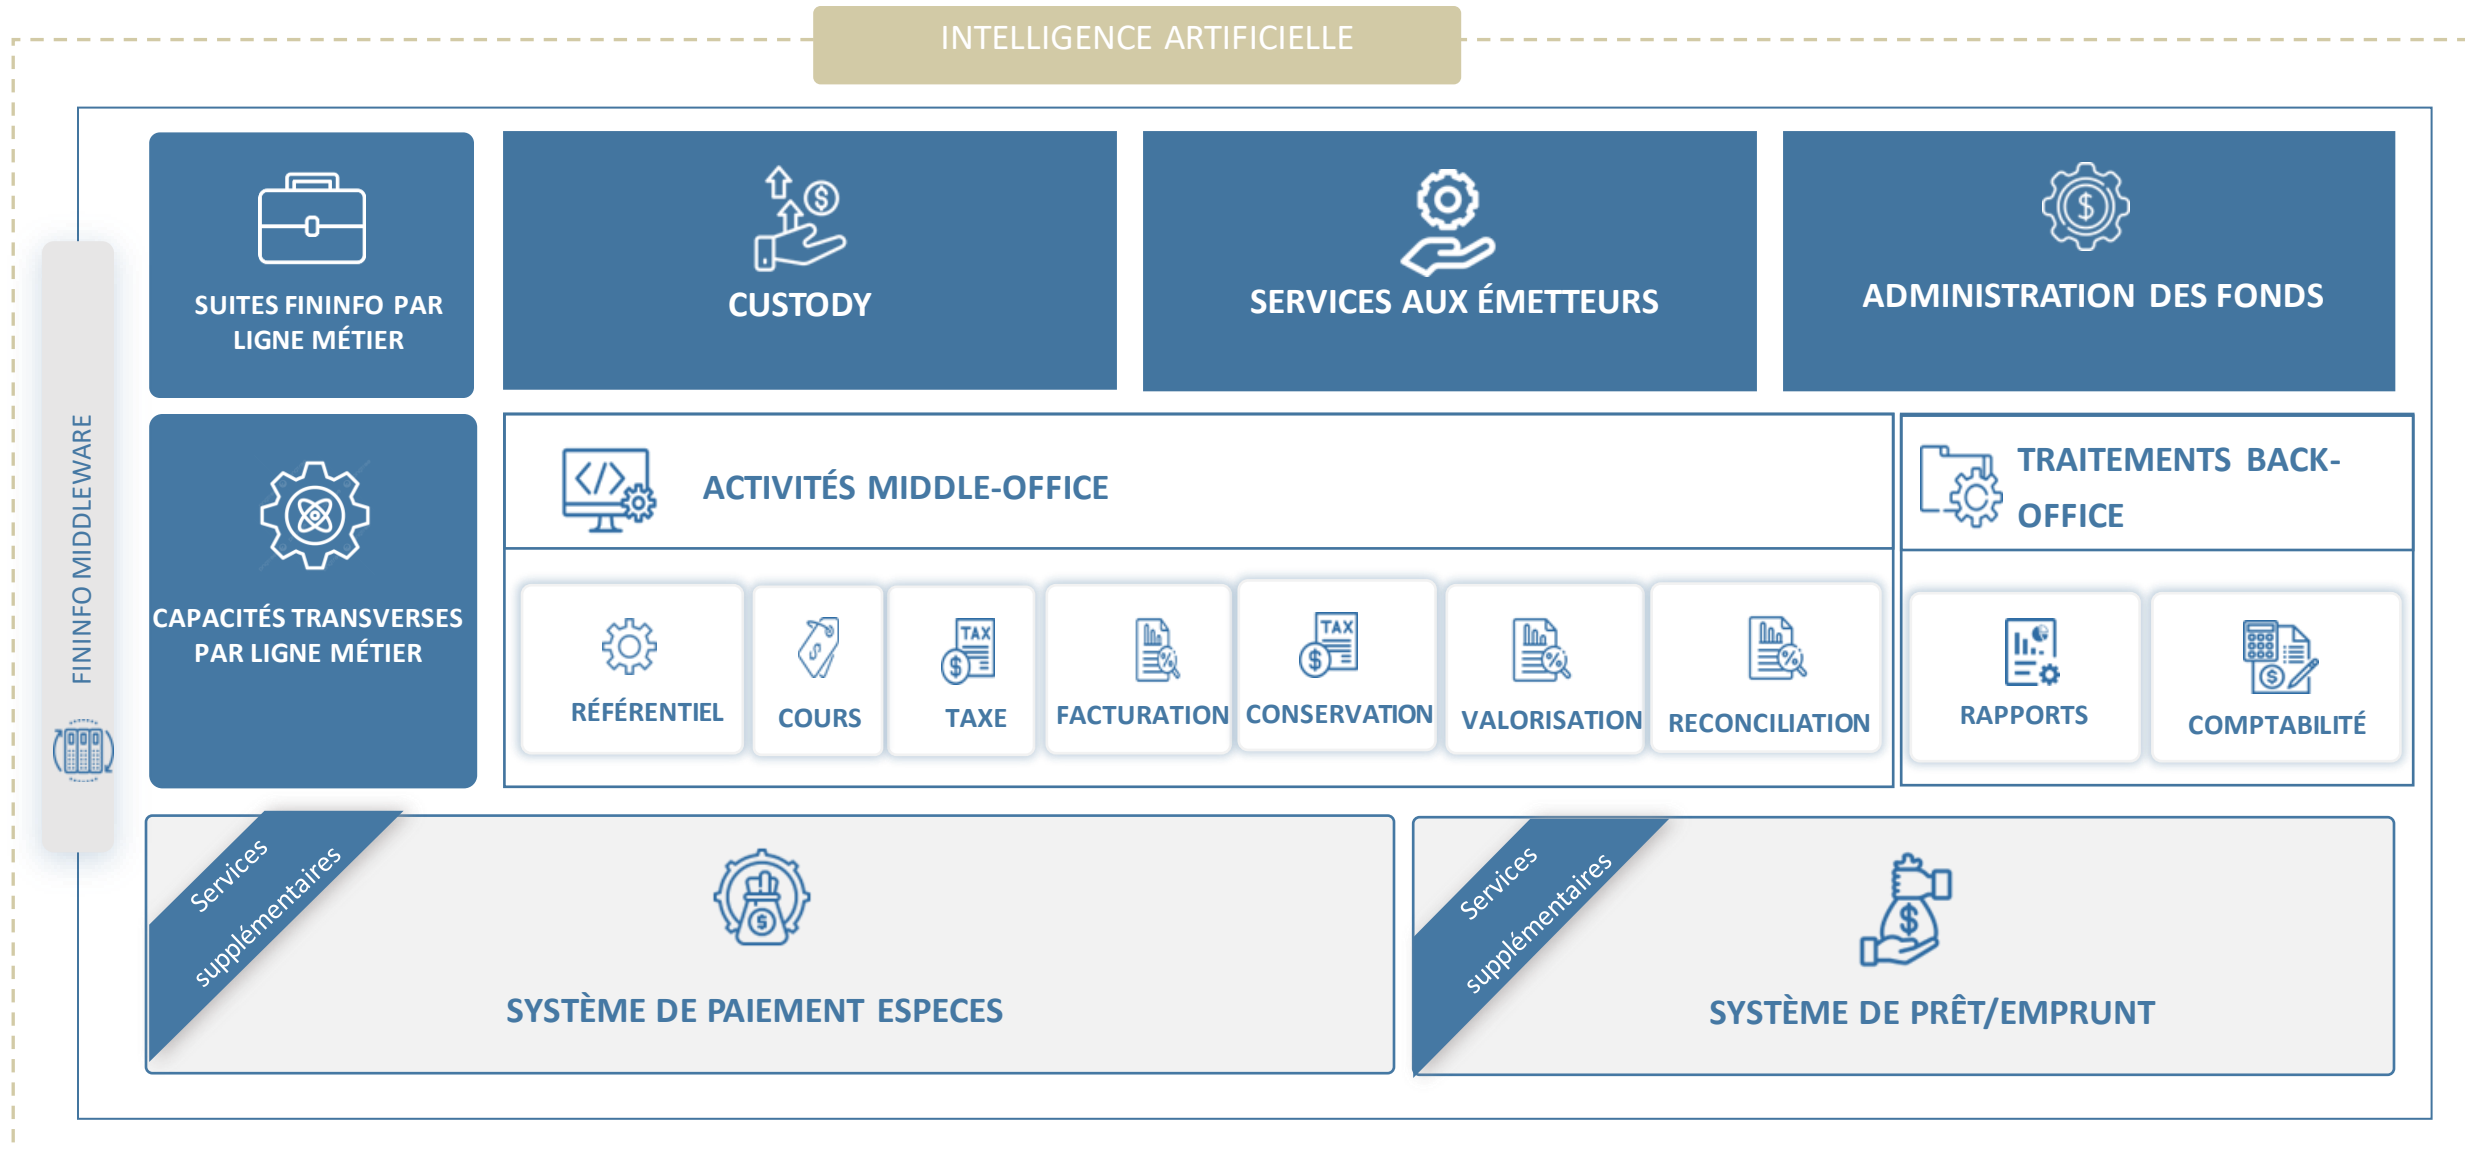 INTELLIGENCE ARTIFICIELLE
FININFO MIDDLEWARE
SUITES FININFO PAR
LIGNE MÉTIER
CUSTODY
SERVICES AUX ÉMETTEURS
ADMINISTRATION DES FONDS
CAPACITÉS TRANSVERSES
PAR LIGNE MÉTIER
ACTIVITÉS MIDDLE-OFFICE
TRAITEMENTS BACK-
OFFICE
RÉFÉRENTIEL
COURS
TAX
TAXE
FACTURATION
TAX
CONSERVATION
VALORISATION
RECONCILIATION
RAPPORTS
COMPTABILITÉ
Services
supplémentaires
SYSTÈME DE PAIEMENT ESPECES
Services
supplémentaires
SYSTÈME DE PRÊT/EMPRUNT